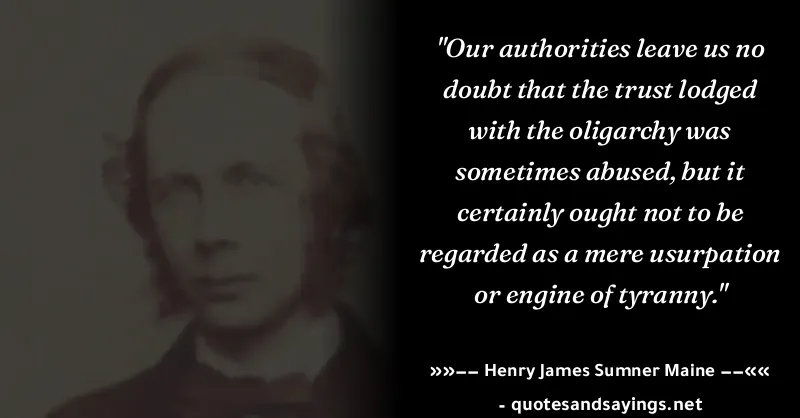 "Our authorities leave us no
doubt that the trust lodged
with the oligarchy was
sometimes abused, but it
certainly ought not to be
regarded as a mere usurpation
or engine of tyranny."
»»−− Henry James Sumner Maine −−««
- quotesandsayings.net